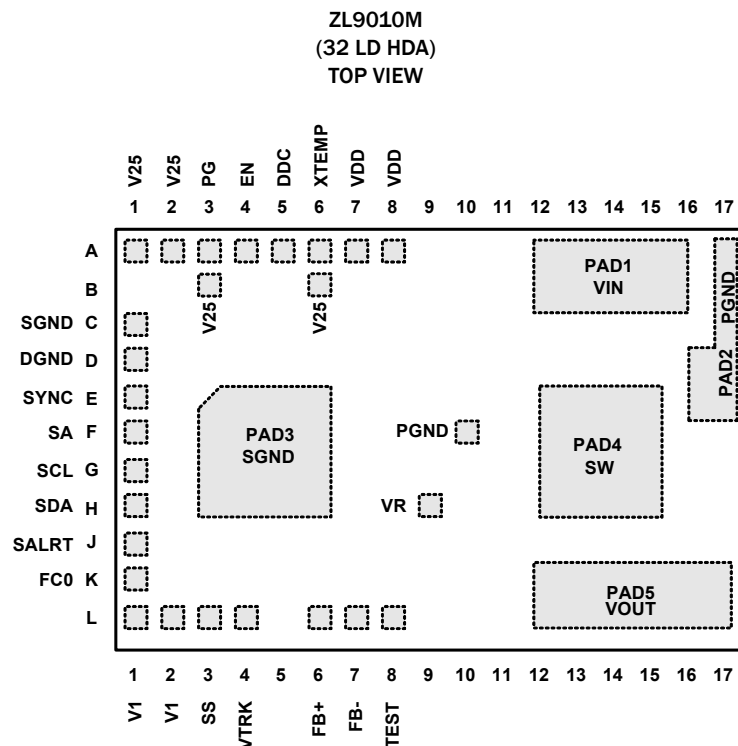 ZL9010M
(32 LD HDA)
TOP VIEW
V25 V25 PG EN DDC XTEMP VDD VDD
1 2 3 4 5 6 7 8 9 10 11 12 13 14 15 16 17
A
PAD1
VIN
PGND
PAD2
B
V25 V25
SGND C
DGND D
SYNC E
SA F
PAD3
SGND
PGND
PAD4
SW
SCL G
SDA H
VR
SALRT J
FC0 K
PAD5
VOUT
L
1 2 3 4 5 6 7 8 9 10 11 12 13 14 15 16 17
V1 V1 SS VTRK FB+ FB- TEST